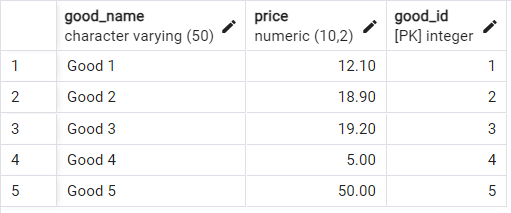 good_name price good_id
character varying (50) numeric (10,2) [PK] integer
1 Good 1 12.10 1
2 Good 2 18.90 2
3 Good 3 19.20 3
4 Good 4 5.00 4
5 Good 5 50.00 5